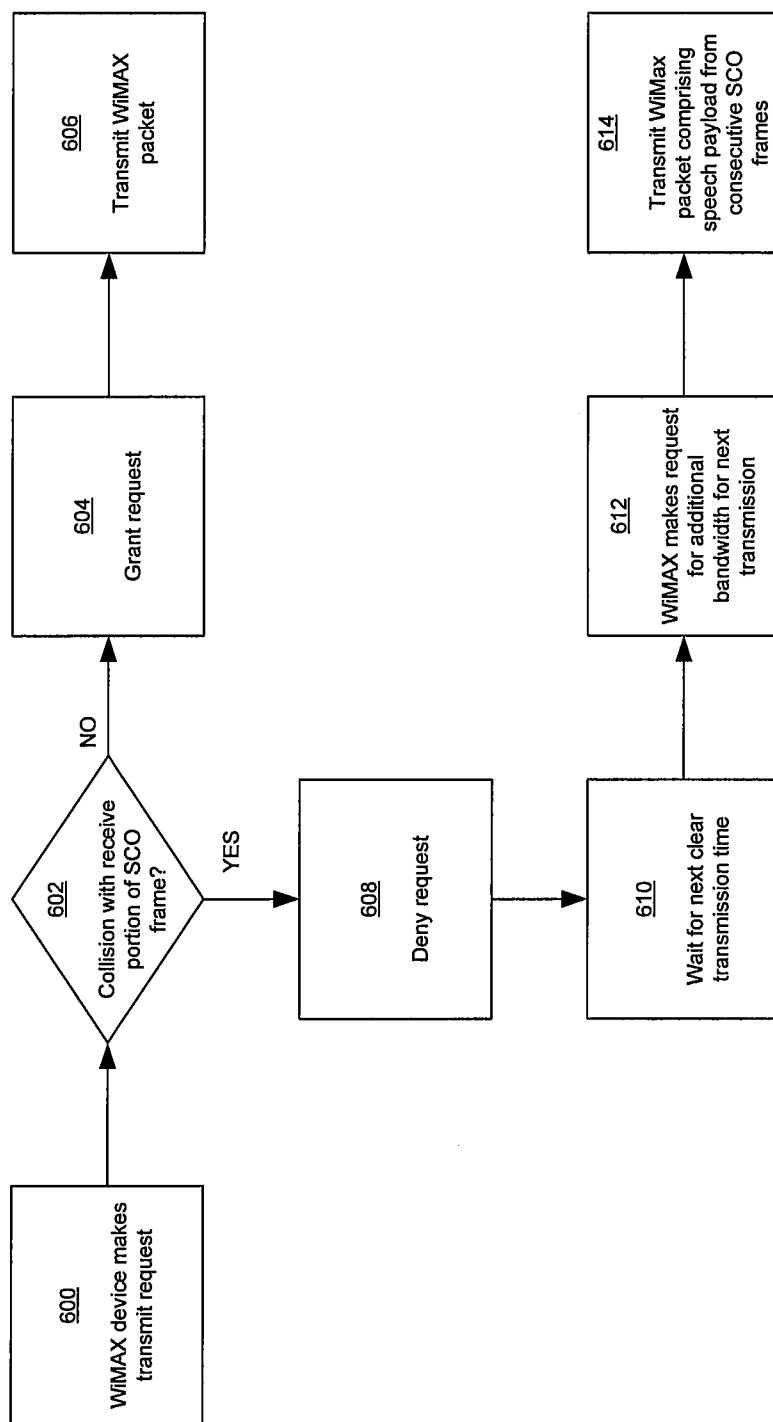 600
WiMAX device makes
transmit request
602
Collision with receive
portion of SCO
frame?
NO
YES
604
Grant request
606
Transmit WiMAX
packet
608
Deny request
610
Wait for next clear
transmission time
612
WiMAX makes request
for additional
bandwidth for next
transmission
614
Transmit WiMax
packet comprising
speech payload from
consecutive SCO
frames